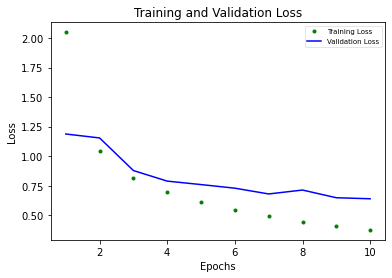 Training and Validation Loss
Training Loss
Validation Loss
2.00
1.75
1.50
1.25
1.00
0.75
0.50
Loss
2
4
6
8
10
Epochs